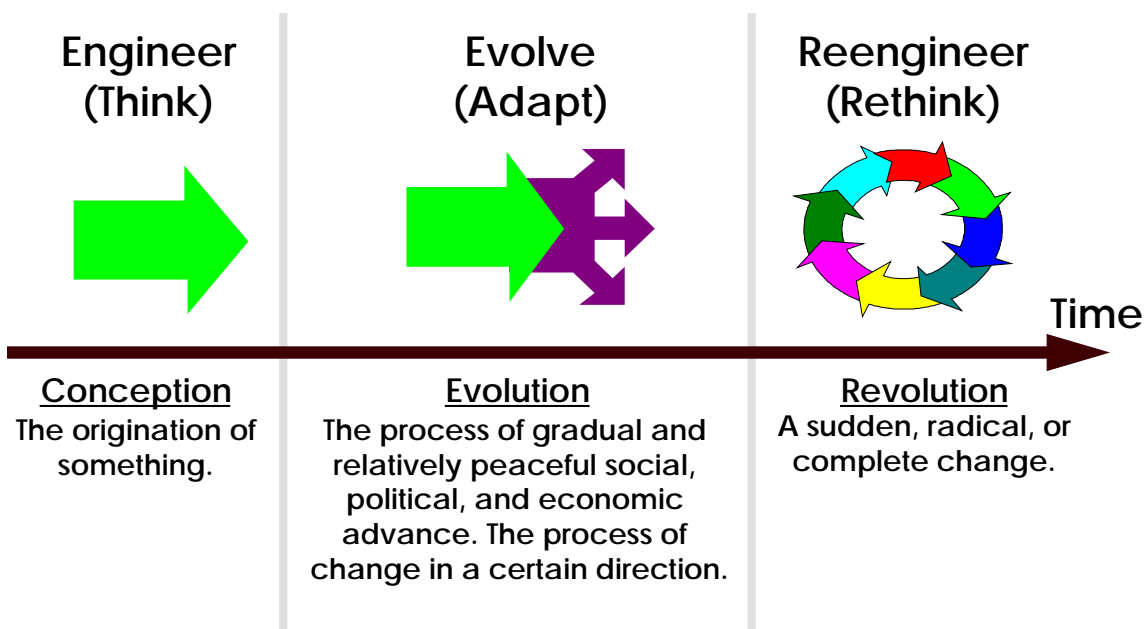 Engineer
(Think)
Evolve
(Adapt)
Reengineer
(Rethink)
Time
Conception
The origination of
something.
Evolution
The process of gradual and
relatively peaceful social,
political, and economic
advance. The process of
change in a certain direction.
Revolution
A sudden, radical, or
complete change.